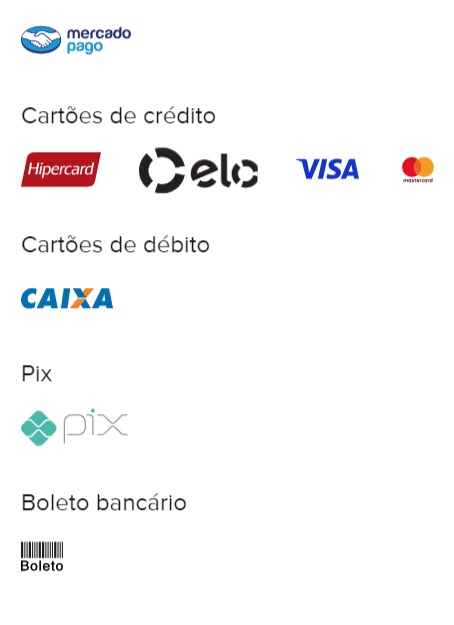 mercado
pago
Cartões de crédito
Hipercard
elo
VISA
mastercard
Cartões de débito
CAIXA
Pix
pix
Boleto bancário
Boleto